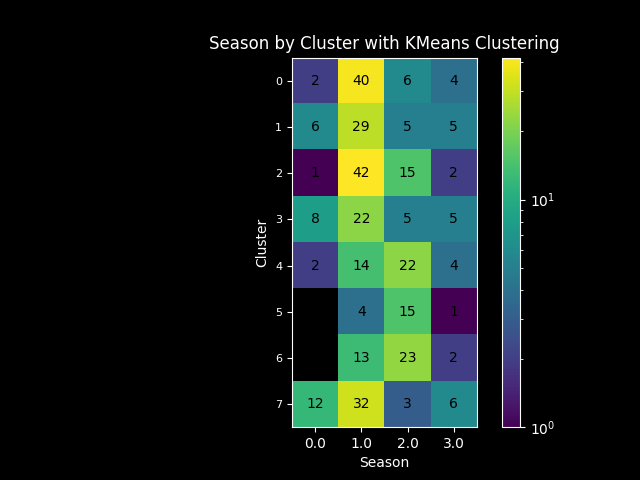 Season by Cluster with KMeans Clustering
0 2 40 6 4
1 6 29 5 5
2 1 42 15 2
3 8 22 5 5
4 2 14 22 4
5 4 15 1
6 13 23 2
7 12 32 3 6
0.0 1.0 2.0 3.0
Season
Cluster
10¹
10⁰